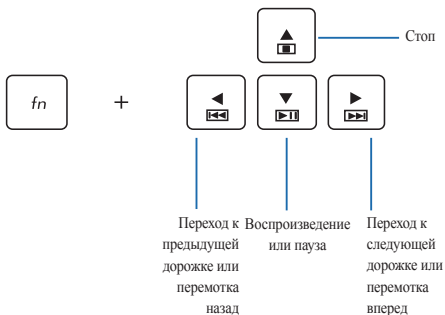 Стоп
fn
+
Переход к
предыдущей
дорожке или
перемотка
назад
Воспроизведение
или пауза
Переход к
следующей
дорожке или
перемотка
вперед